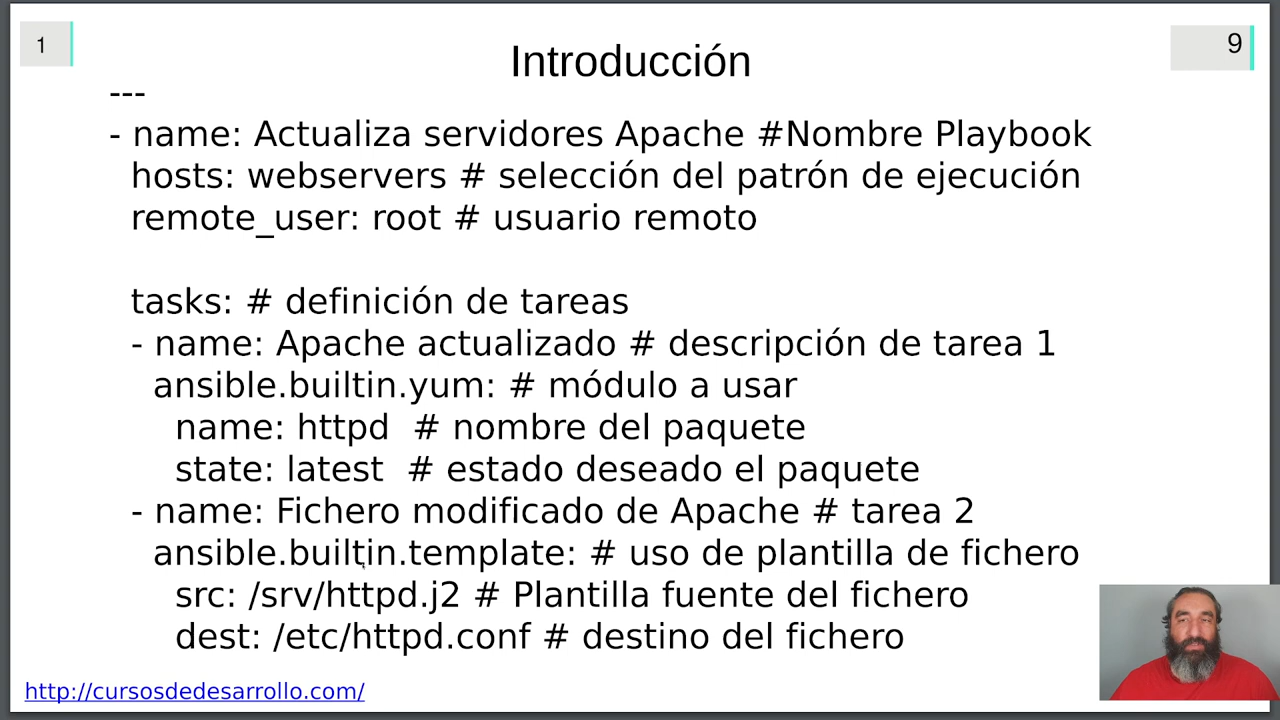 1
9
Introducción
---
- name: Actualiza servidores Apache #Nombre Playbook
hosts: webservers # selección del patrón de ejecución
remote_user: root # usuario remoto
tasks: # definición de tareas
- name: Apache actualizado # descripción de tarea 1
ansible.builtin.yum: # módulo a usar
name: httpd  # nombre del paquete
state: latest  # estado deseado el paquete
- name: Fichero modificado de Apache # tarea 2
ansible.builtin.template: # uso de plantilla de fichero
src: /srv/httpd.j2 # Plantilla fuente del fichero
dest: /etc/httpd.conf # destino del fichero
http://cursosdedesarrollo.com/